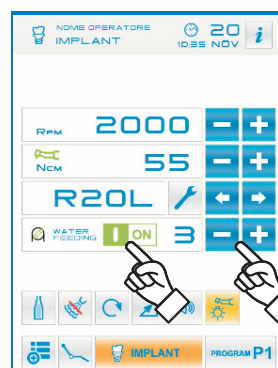 NOME OPERATORE
IMPLANT
20
10:35 NOV
i
RPM 2000 - +
NCM 55 - +
R20L
WATER FEEDING I ON 3 - +
IMPLANT
PROGRAM P1